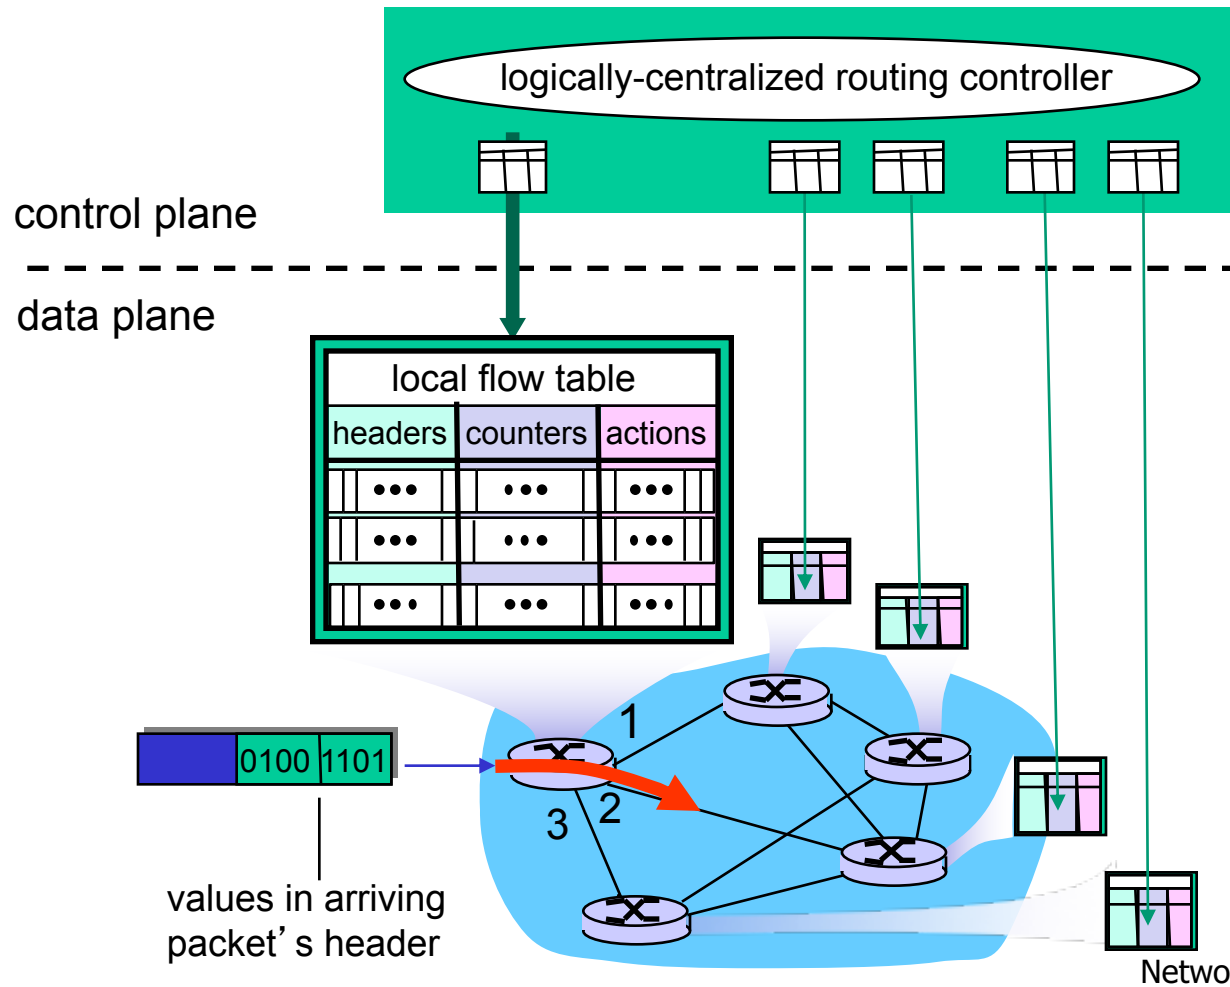 logically-centralized routing controller
control plane
data plane
local flow table
headers counters actions
1
0100 1101
2
3
values in arriving
packet’s header
Netwo